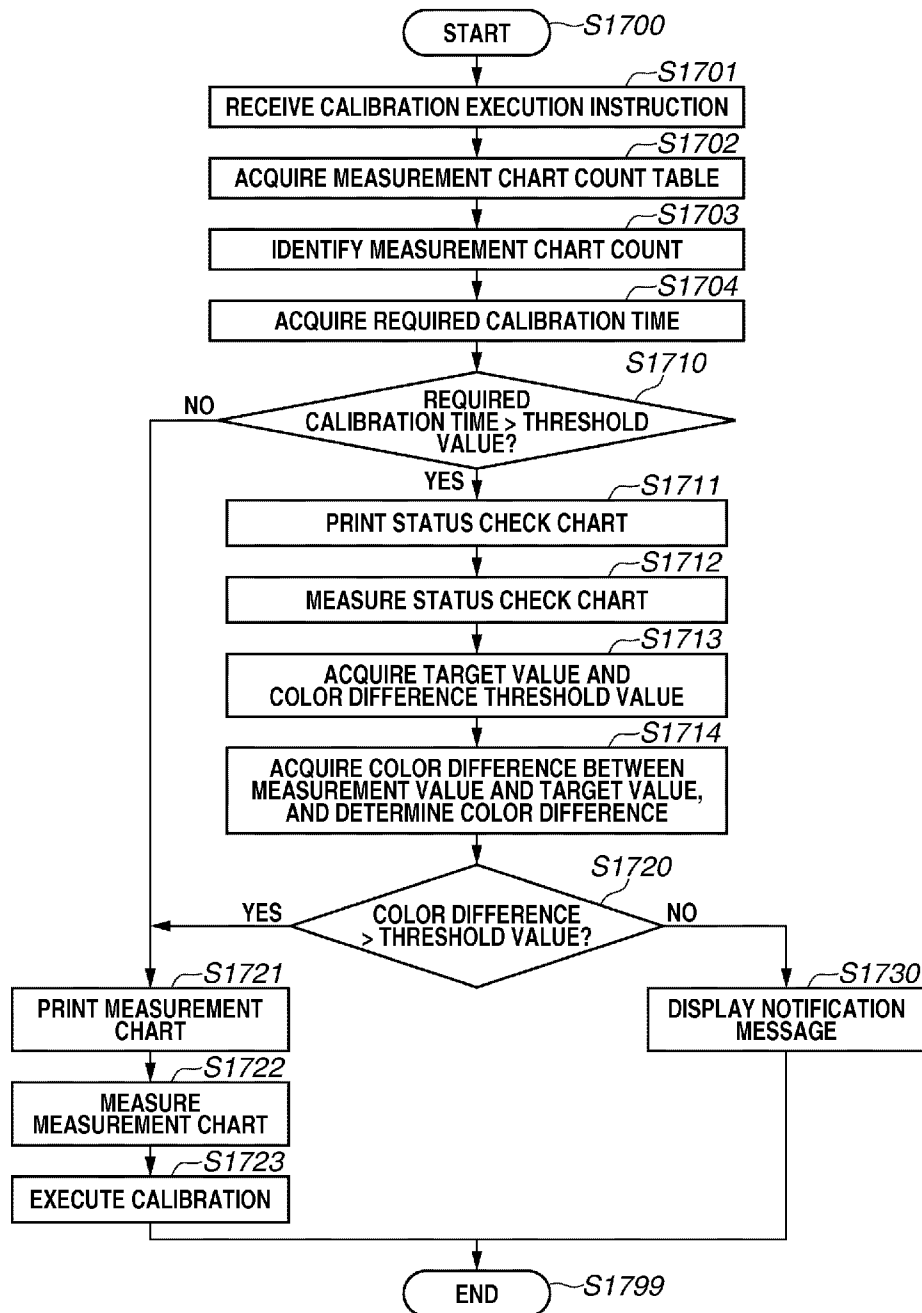 START
S1700
S1701
RECEIVE CALIBRATION EXECUTION INSTRUCTION
S1702
ACQUIRE MEASUREMENT CHART COUNT TABLE
S1703
IDENTIFY MEASUREMENT CHART COUNT
S1704
ACQUIRE REQUIRED CALIBRATION TIME
S1710
NO
REQUIRED
CALIBRATION TIME > THRESHOLD
VALUE?
YES
S1711
PRINT STATUS CHECK CHART
S1712
MEASURE STATUS CHECK CHART
S1713
ACQUIRE TARGET VALUE AND
COLOR DIFFERENCE THRESHOLD VALUE
S1714
ACQUIRE COLOR DIFFERENCE BETWEEN
MEASUREMENT VALUE AND TARGET VALUE,
AND DETERMINE COLOR DIFFERENCE
S1720
YES
COLOR DIFFERENCE
> THRESHOLD VALUE?
NO
S1721
PRINT MEASUREMENT
CHART
S1730
DISPLAY NOTIFICATION
MESSAGE
S1722
MEASURE
MEASUREMENT CHART
S1723
EXECUTE CALIBRATION
END
S1799